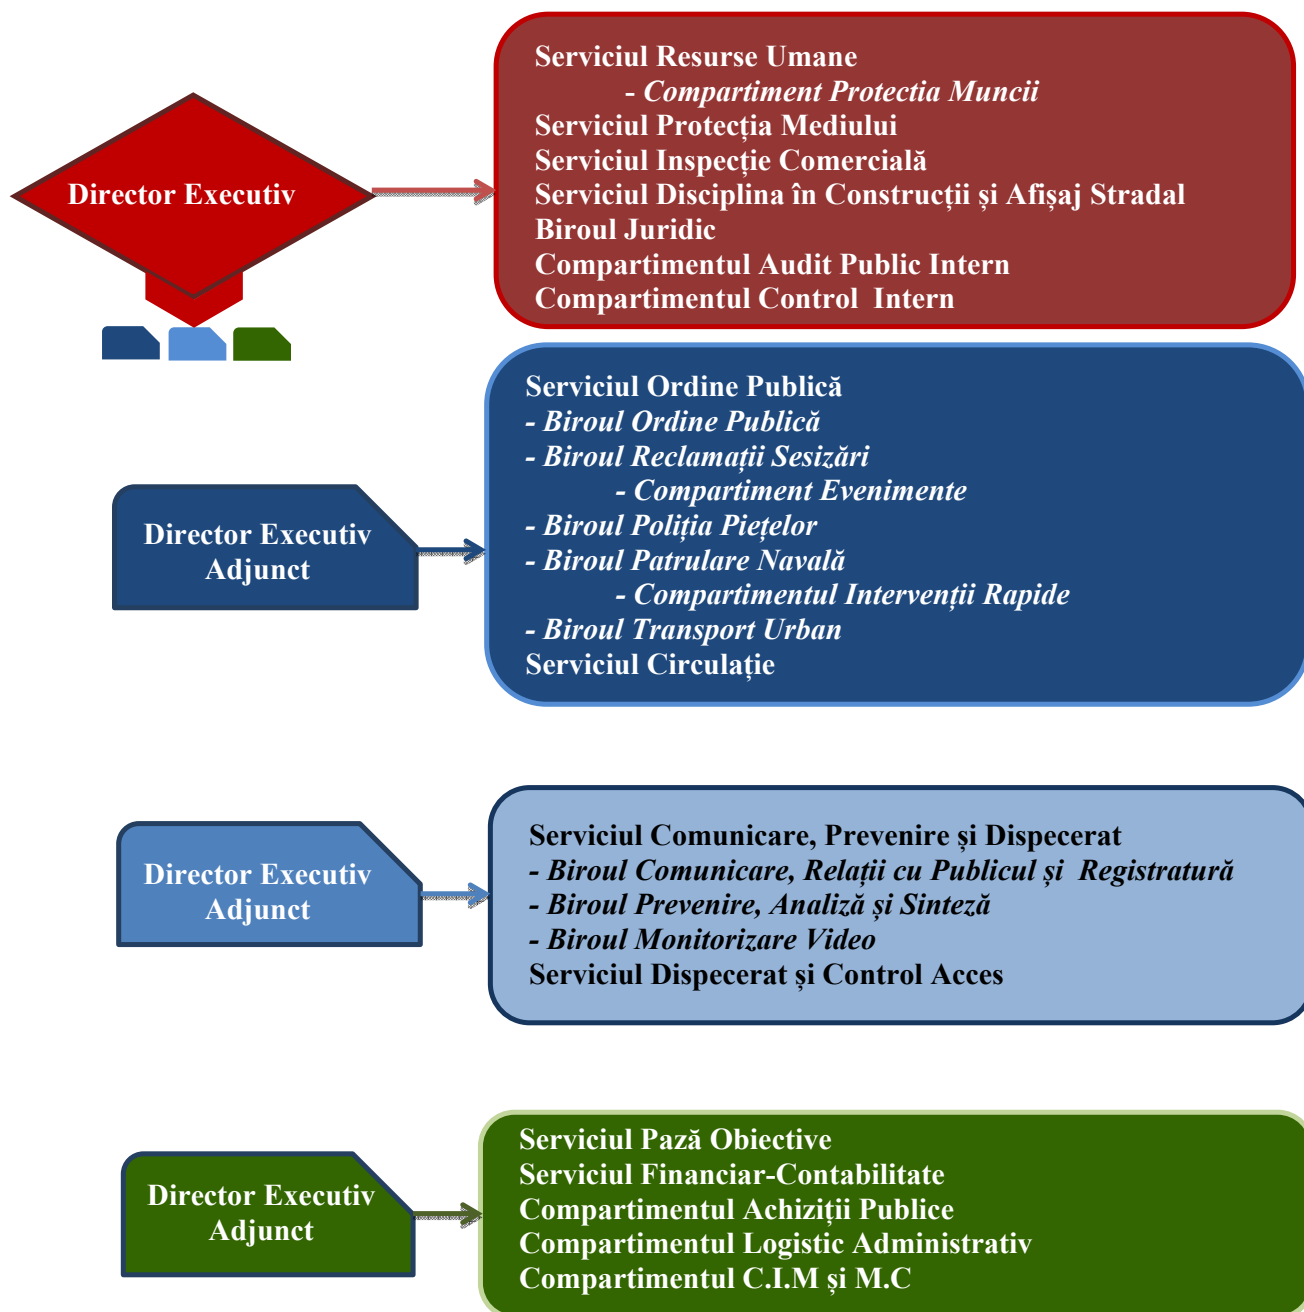 Director Executiv
Serviciul Resurse Umane
- Compartiment Protectia Muncii
Serviciul Protecția Mediului
Serviciul Inspecție Comercială
Serviciul Disciplina în Construcții și Afișaj Stradal
Biroul Juridic
Compartimentul Audit Public Intern
Compartimentul Control  Intern
Director Executiv
Adjunct
Serviciul Ordine Publică
- Biroul Ordine Publică
- Biroul Reclamații Sesizări
- Compartiment Evenimente
- Biroul Poliția Piețelor
- Biroul Patrulare Navală
- Compartimentul Intervenții Rapide
- Biroul Transport Urban
Serviciul Circulație
Director Executiv
Adjunct
Serviciul Comunicare, Prevenire și Dispecerat
- Biroul Comunicare, Relații cu Publicul și  Registratură
- Biroul Prevenire, Analiză și Sinteză
- Biroul Monitorizare Video
Serviciul Dispecerat și Control Acces
Director Executiv
Adjunct
Serviciul Pază Obiective
Serviciul Financiar-Contabilitate
Compartimentul Achiziții Publice
Compartimentul Logistic Administrativ
Compartimentul C.I.M și M.C